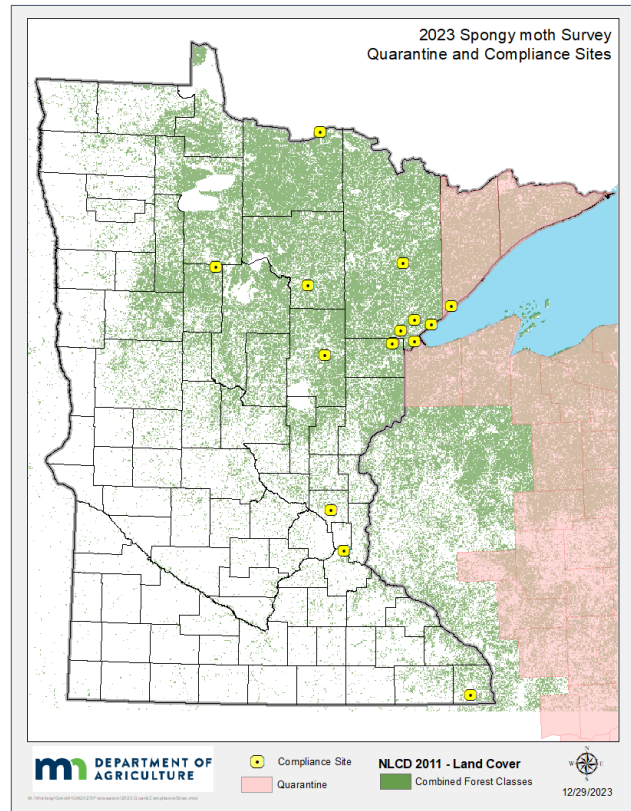 2023 Spongy moth Survey
Quarantine and Compliance Sites
mn DEPARTMENT OF
AGRICULTURE
Compliance Site
Quarantine
NLCD 2011 - Land Cover
Combined Forest Classes
N
W E
S
12/29/2023